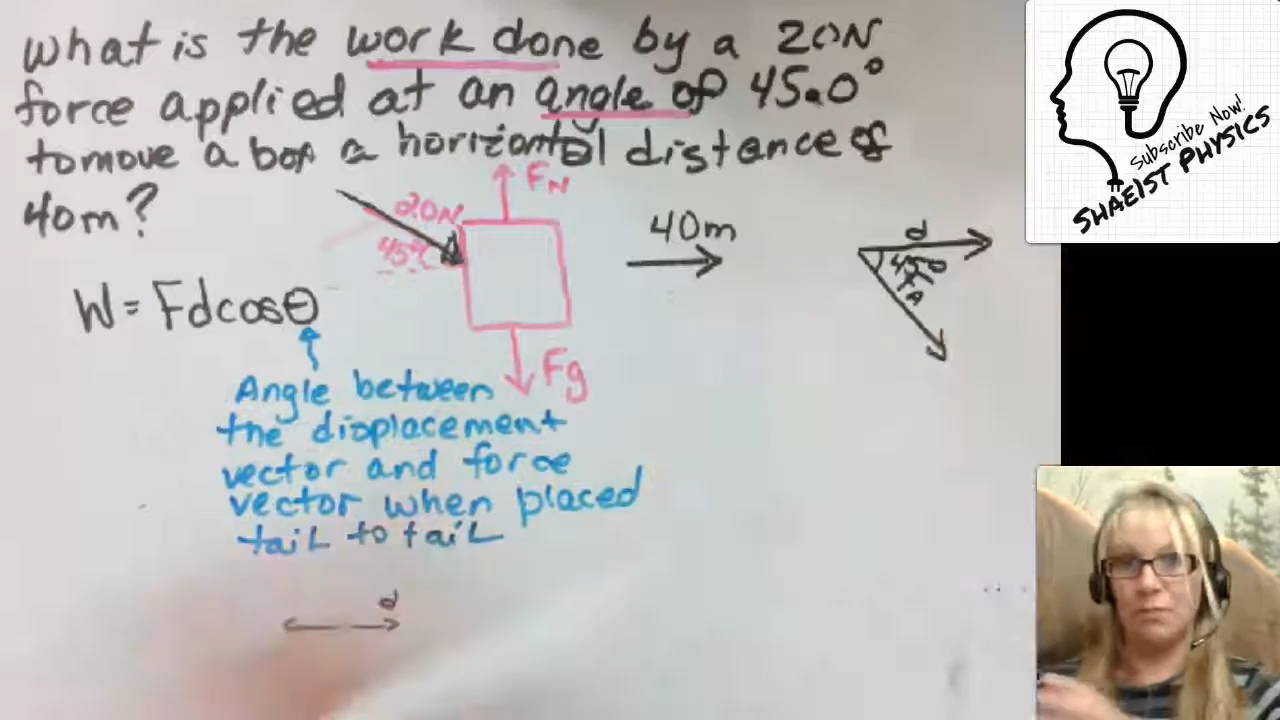 What is the work done by a 20N
force applied at an angle of 45.0°
to move a box a horizontal distance of
40m?
FN
20N
45°
40m
d
45°
FA
W = Fdcosθ
Fg
Angle between
the displacement
vector and force
vector when placed
tail to tail
d
Subscribe Now!
SHAEIST PHYSICS